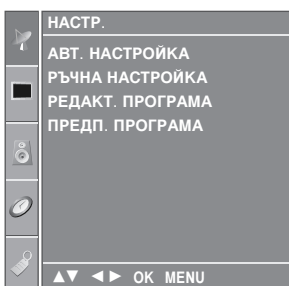 НАСТР.
АВТ. НАСТРОЙКА
РЪЧНА НАСТРОЙКА
РЕДАКТ. ПРОГРАМА
ПРЕДП. ПРОГРАМА
▲▼ ◄► OK MENU